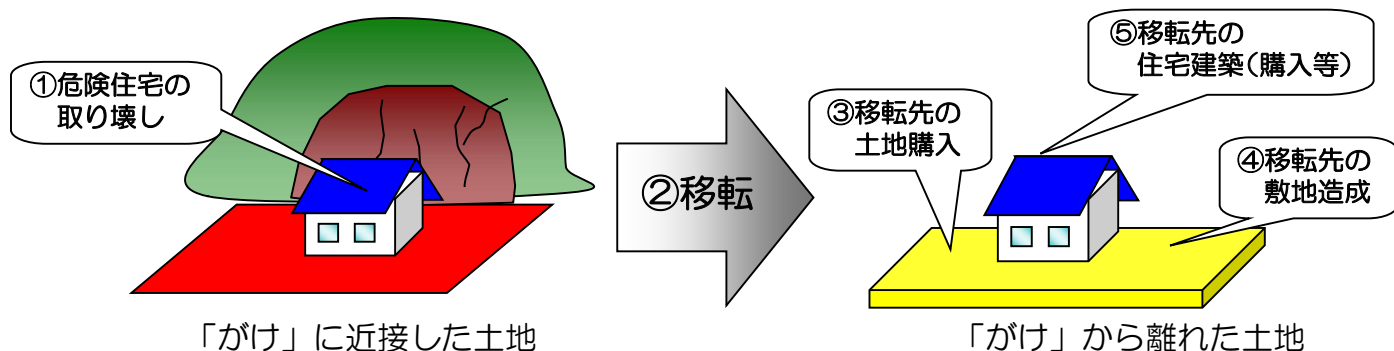 ①危険住宅の
取り壊し
②移転
③移転先の
土地購入
④移転先の
敷地造成
⑤移転先の
住宅建築（購入等）
「がけ」に近接した土地
「がけ」から離れた土地